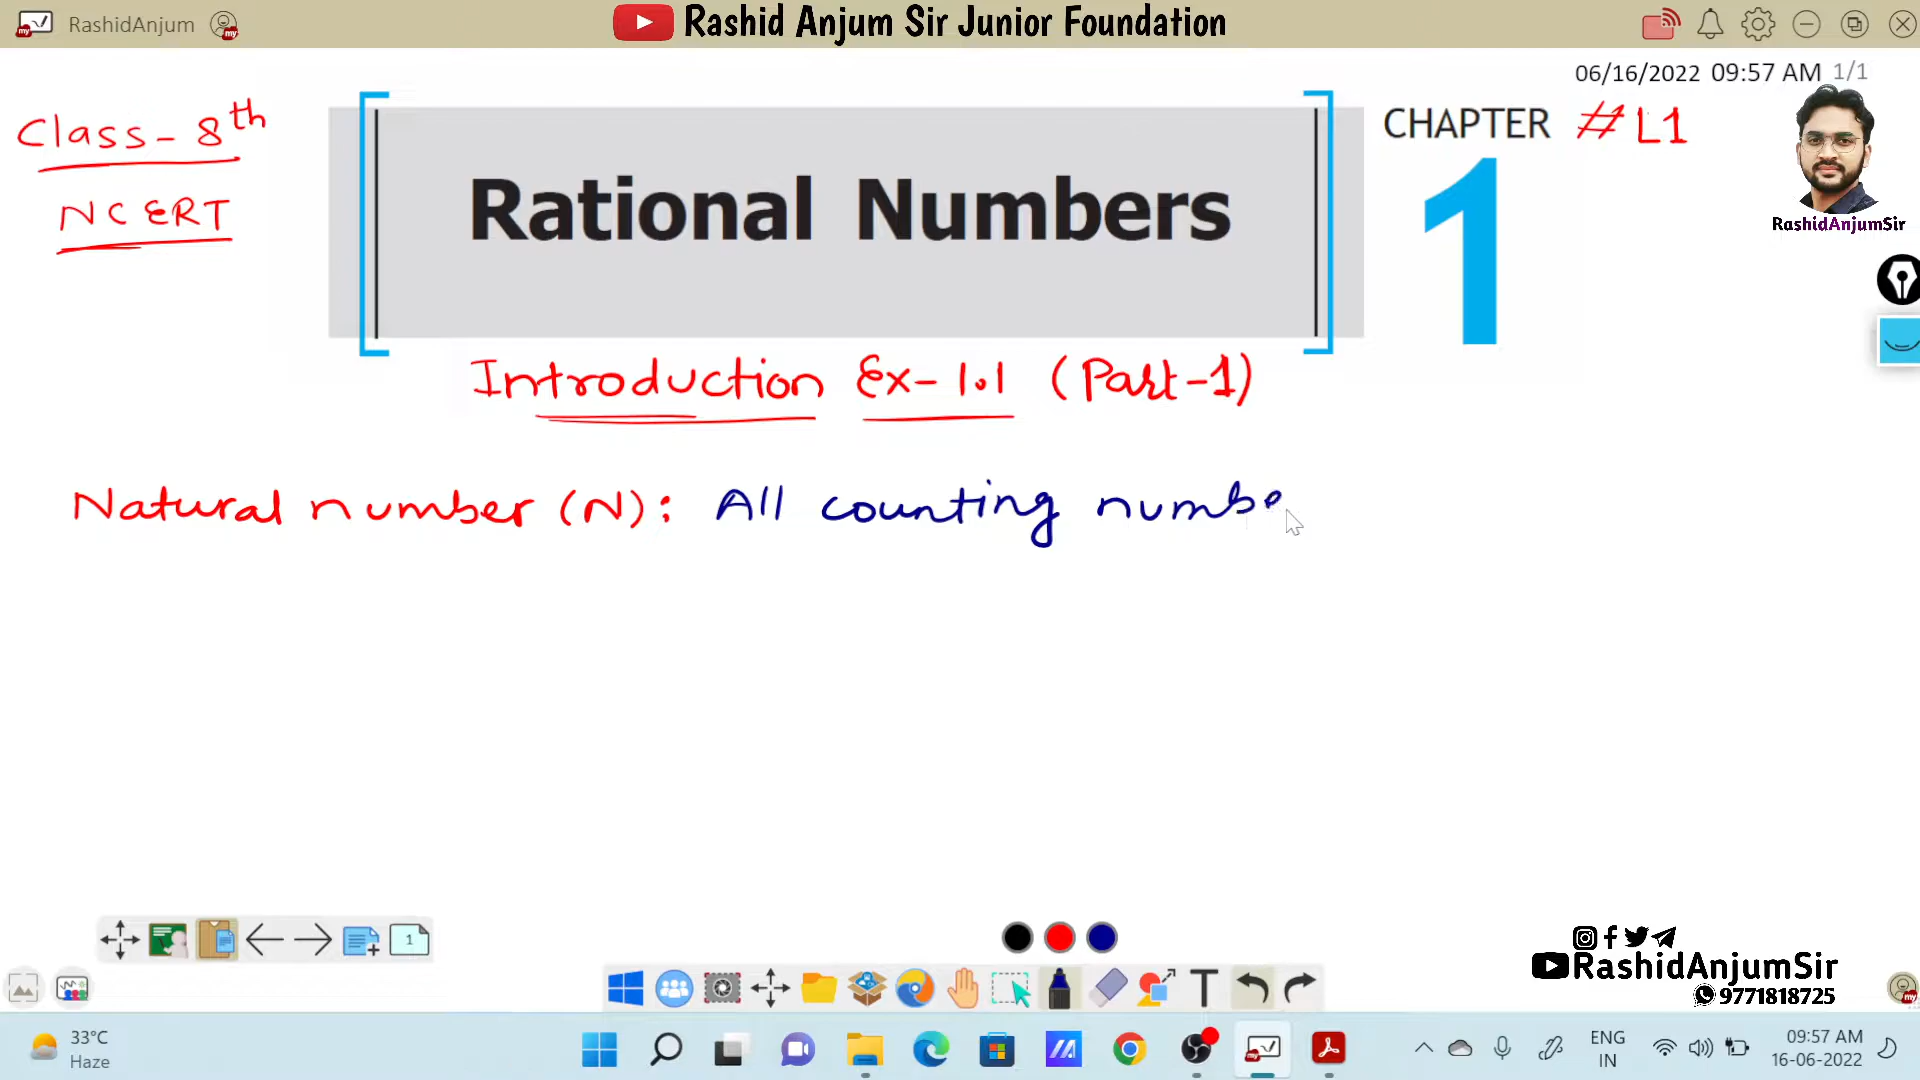 RashidAnjum
Rashid Anjum Sir Junior Foundation
06/16/2022 09:57 AM 1/1
Class - 8th
NCERT
Rational Numbers
CHAPTER # L1
1
RashidAnjumSir
Introduction Ex-1.1 (Part-1)
Natural number (N): All counting numbe
1
RashidAnjumSir
9771818725
33°C
Haze
ENG
IN
09:57 AM
16-06-2022